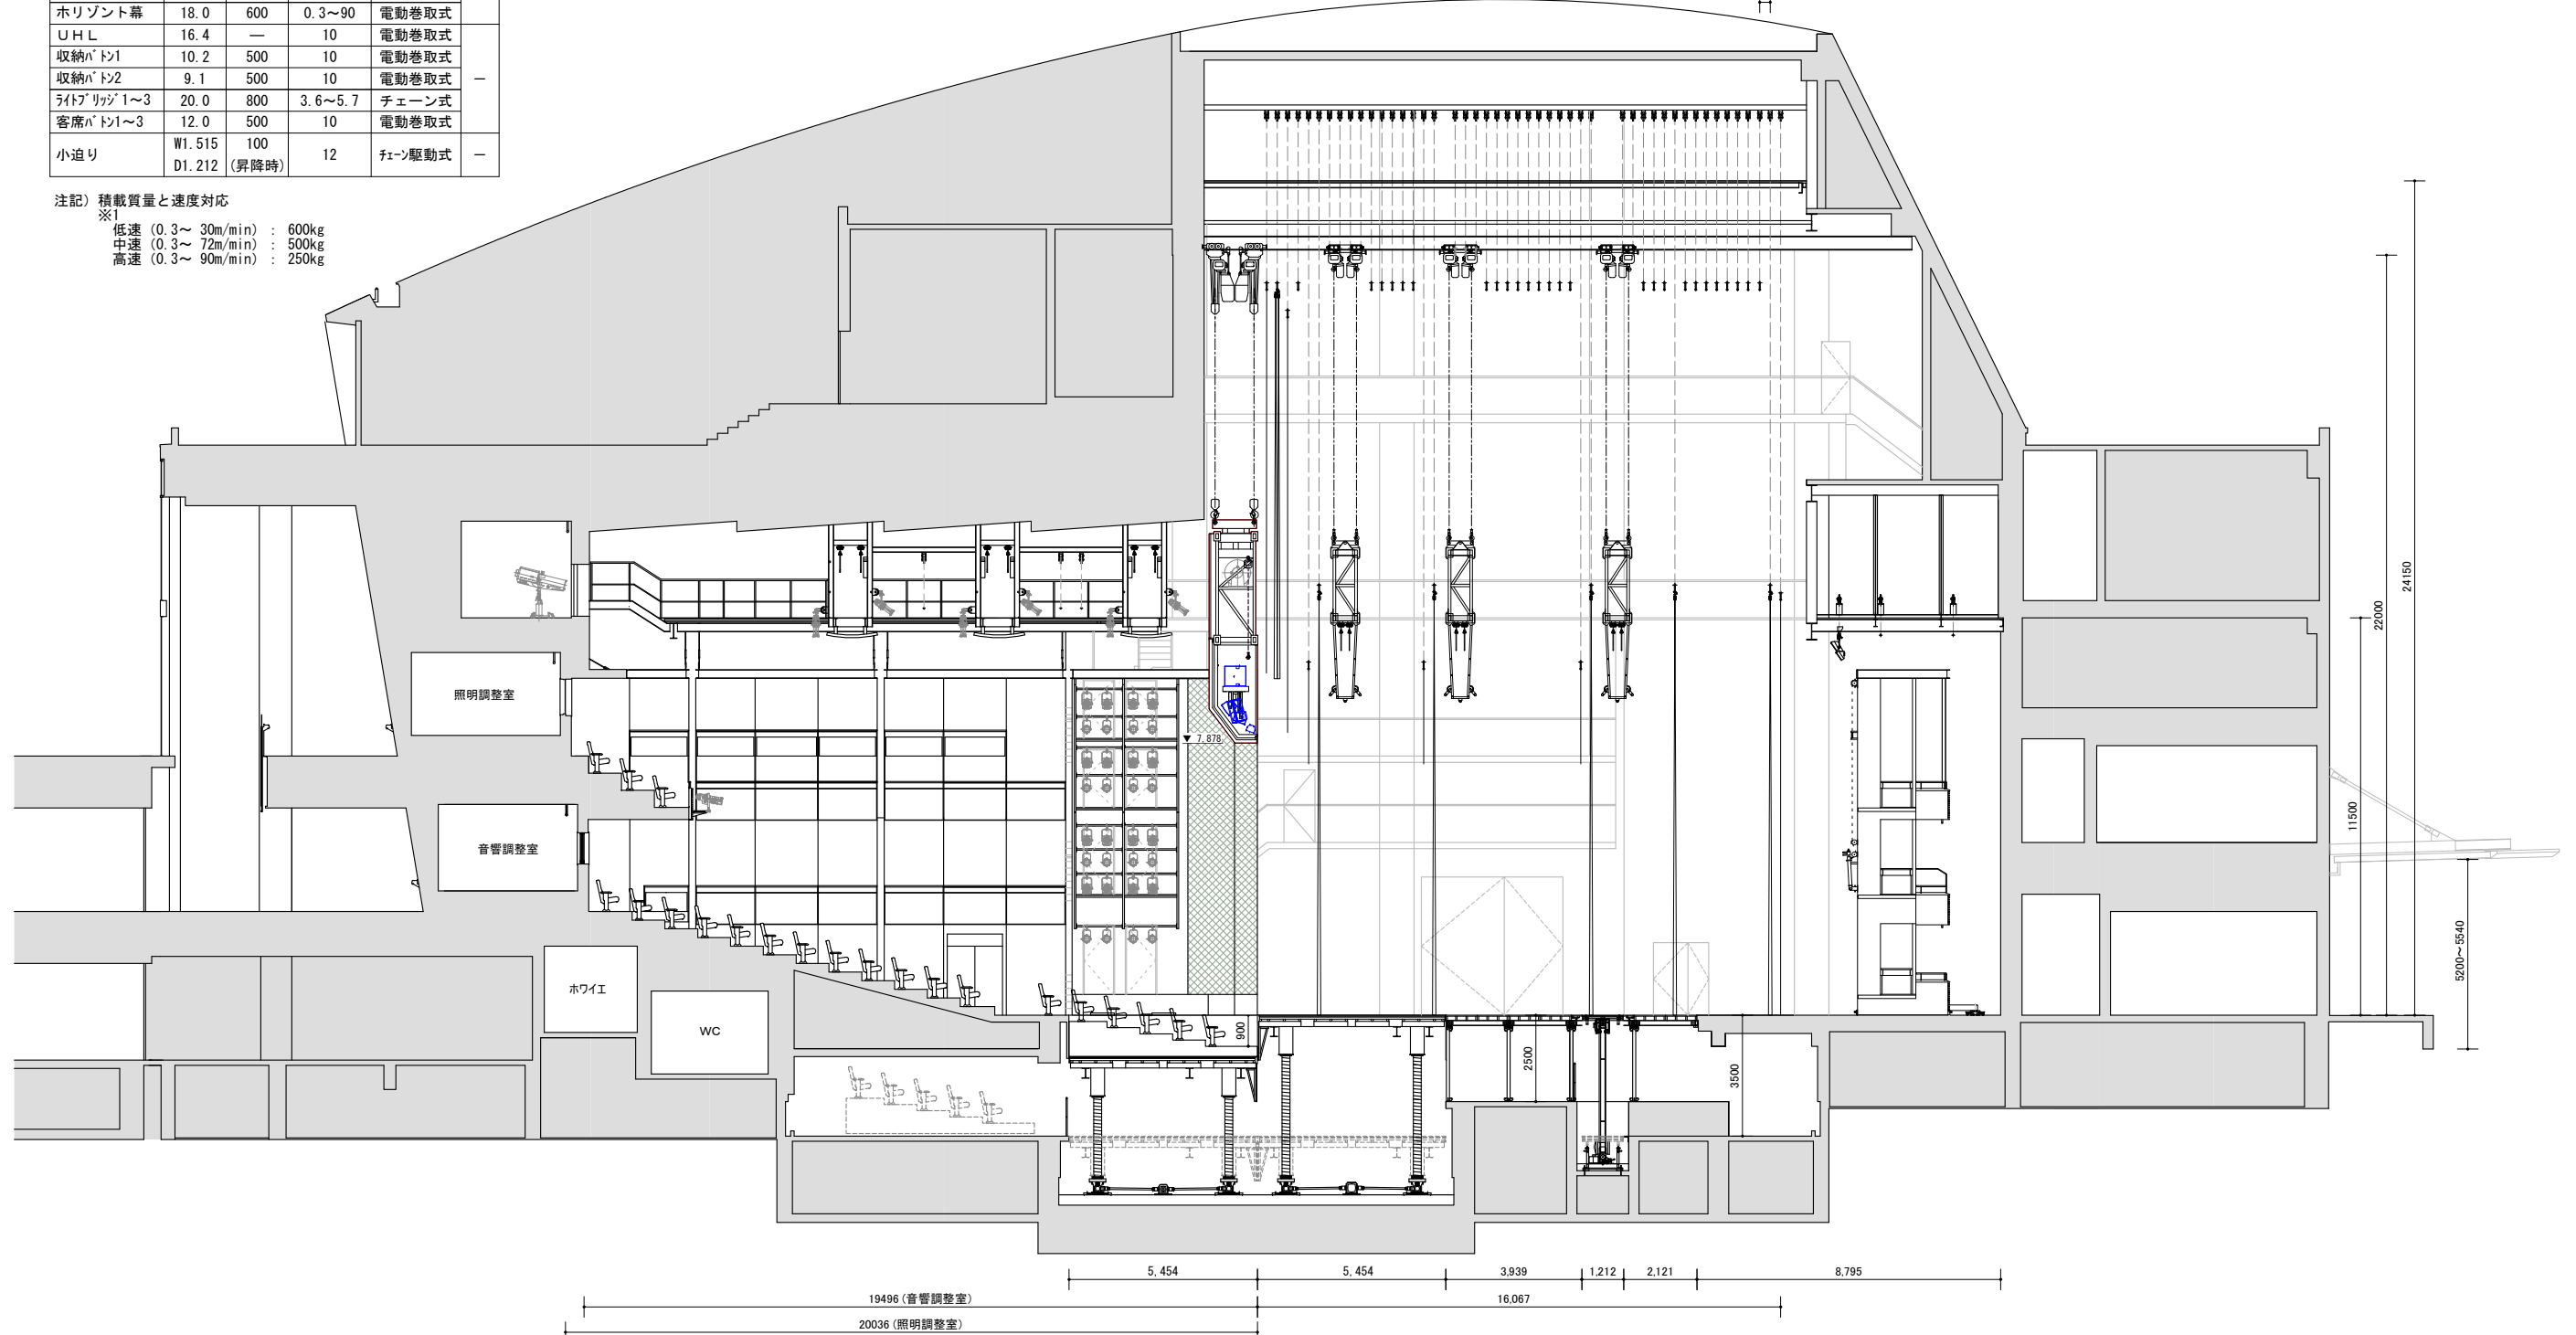 ホリゾント幕 18.0 600 0.3～90 電動巻取式
ＵＨＬ 16.4 — 10 電動巻取式
収納ﾊﾞﾄﾝ1 10.2 500 10 電動巻取式
収納ﾊﾞﾄﾝ2 9.1 500 10 電動巻取式 －
ﾗｲﾄﾌﾞﾘｯｼﾞ1～3 20.0 800 3.6～5.7 チェーン式
客席ﾊﾞﾄﾝ1～3 12.0 500 10 電動巻取式
小迫り W1.515 100 12 ﾁｪｰﾝ駆動式 －
D1.212 (昇降時)
注記）積載質量と速度対応
※1
低速（0.3～ 30m/min）： 600kg
中速（0.3～ 72m/min）： 500kg
高速（0.3～ 90m/min）： 250kg
24150
22000
照明調整室
▼ 7,878
11500
音響調整室
5200～5540
ホワイエ
WC
900
2500
3500
5,454 5,454 3,939 1,212 2,121 8,795
19496（音響調整室） 16,067
20036（照明調整室）